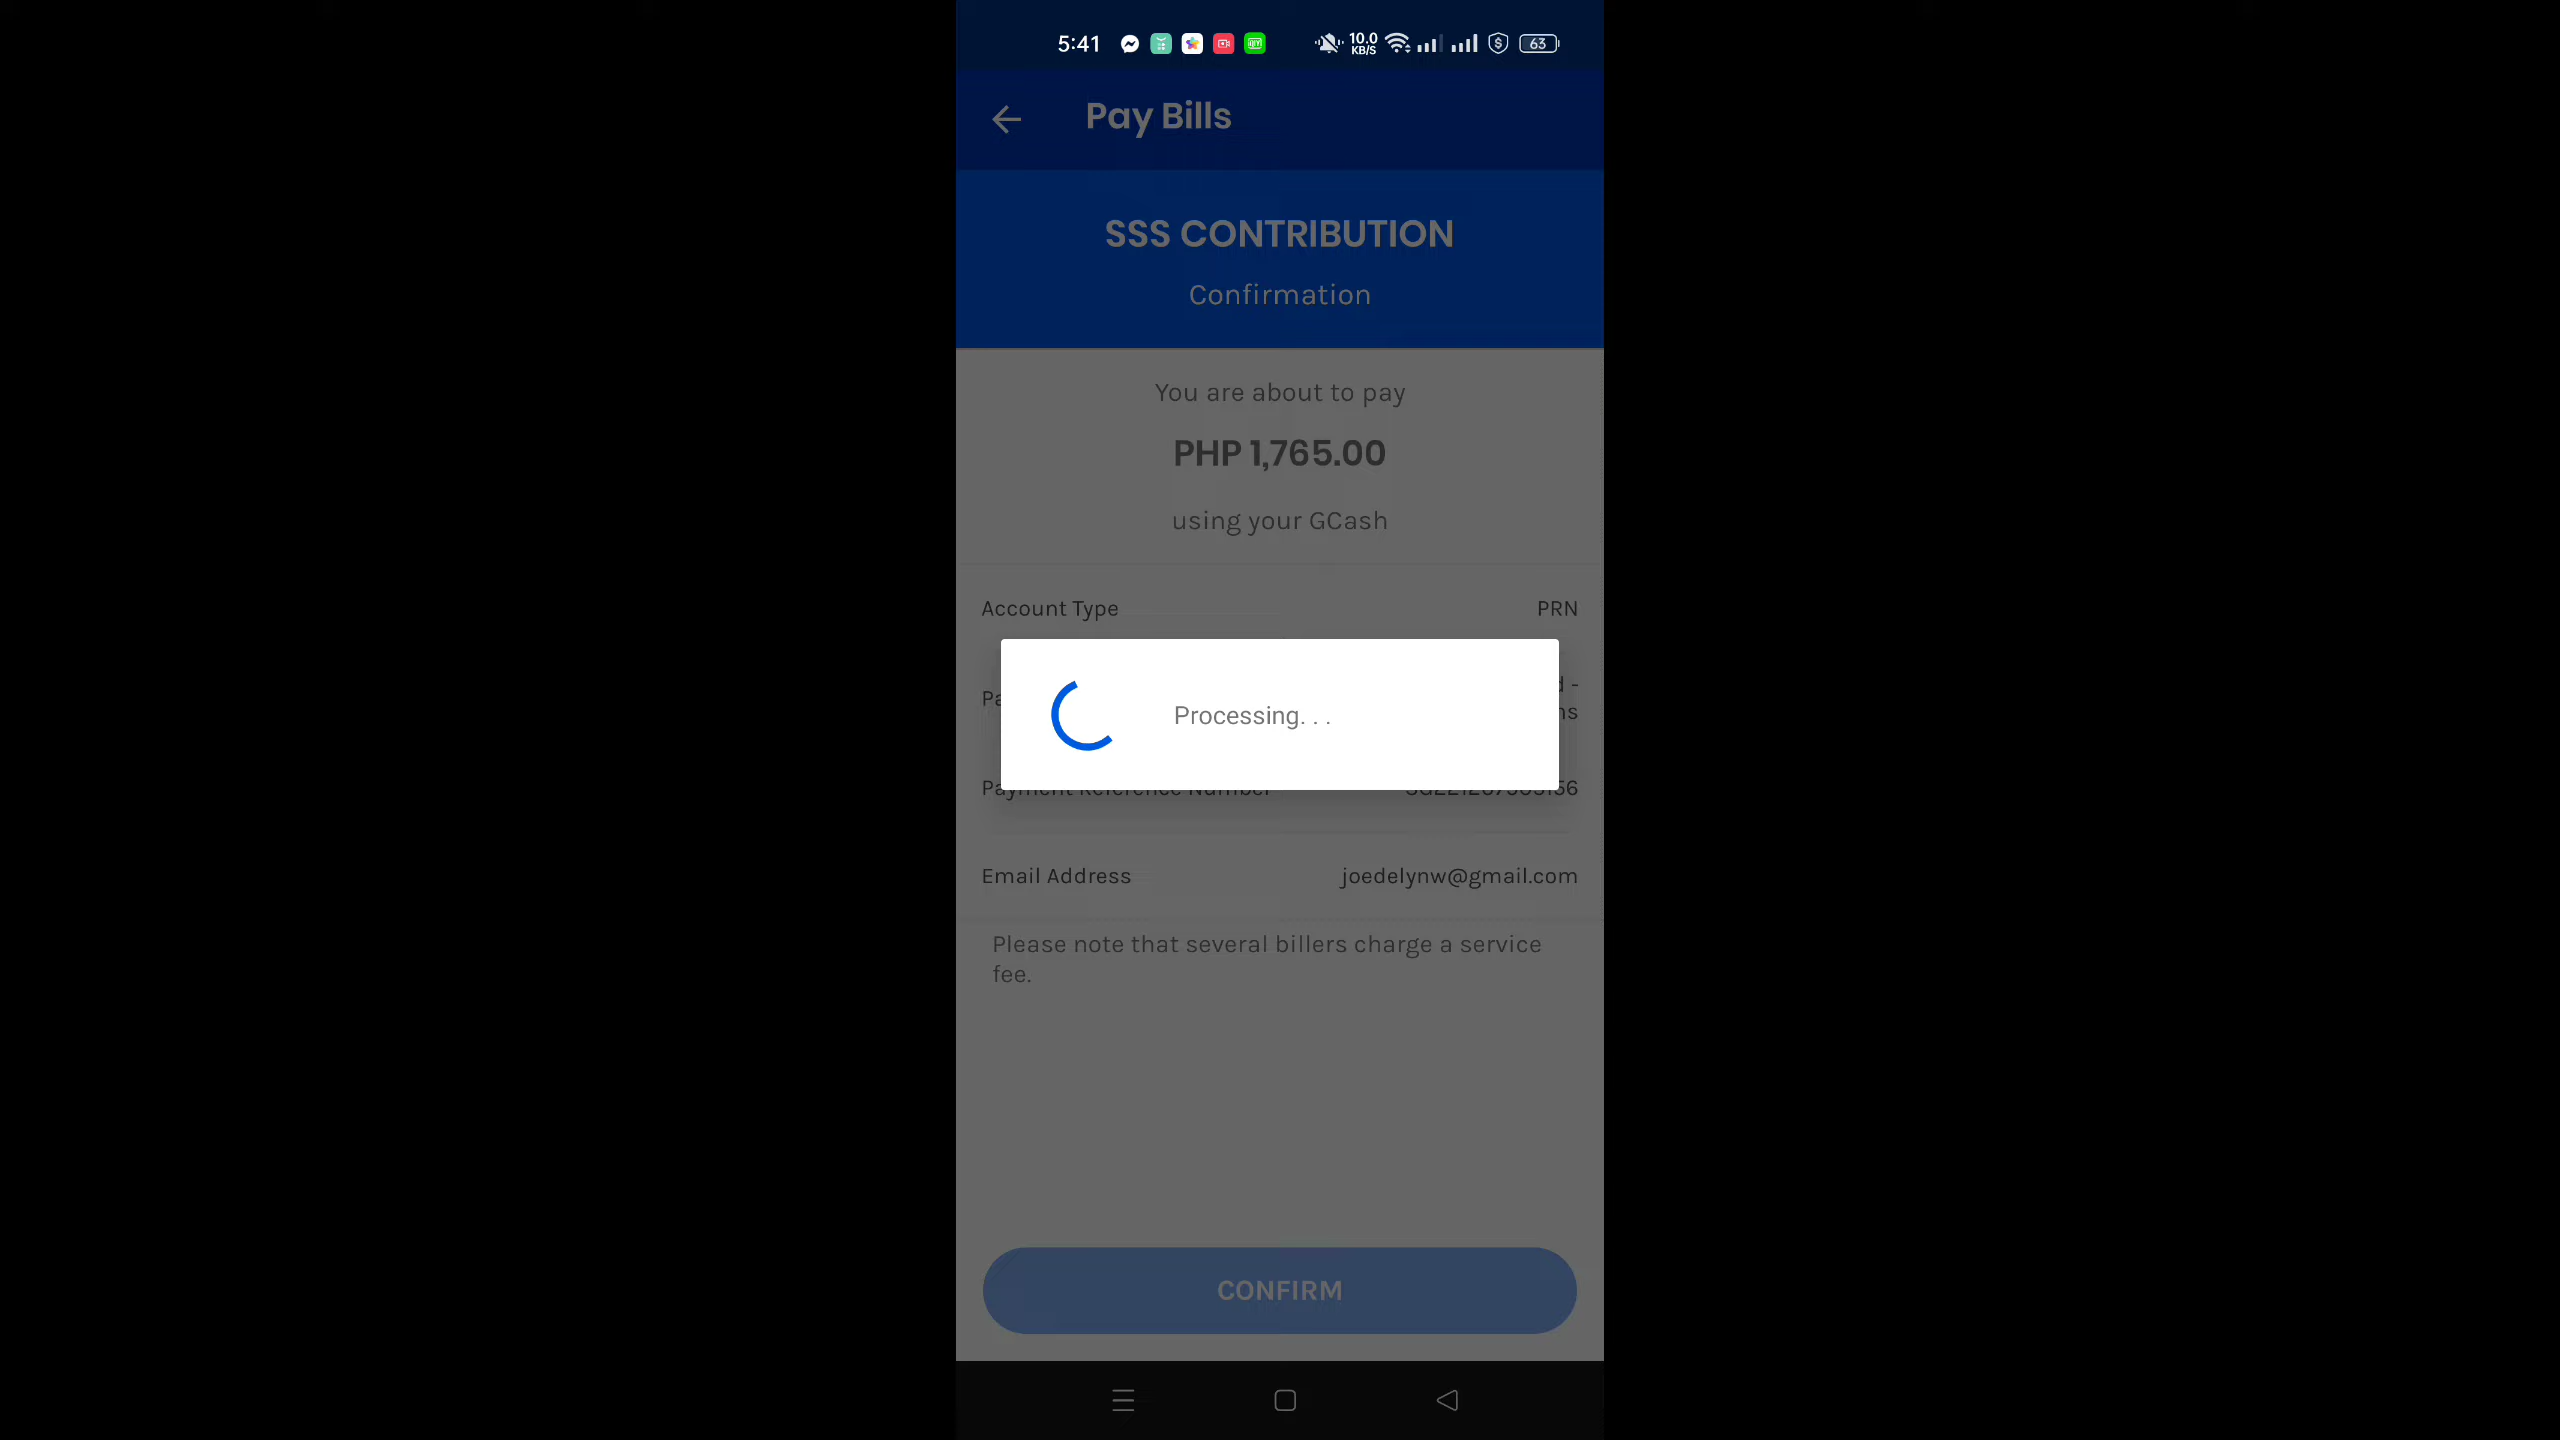 5:41
10.0
KB/S
63
Pay Bills
SSS CONTRIBUTION
Confirmation
You are about to pay
PHP 1,765.00
using your GCash
Account Type
PRN
Processing. . .
Payment Reference Number
Email Address
joedelynw@gmail.com
Please note that several billers charge a service
fee.
CONFIRM